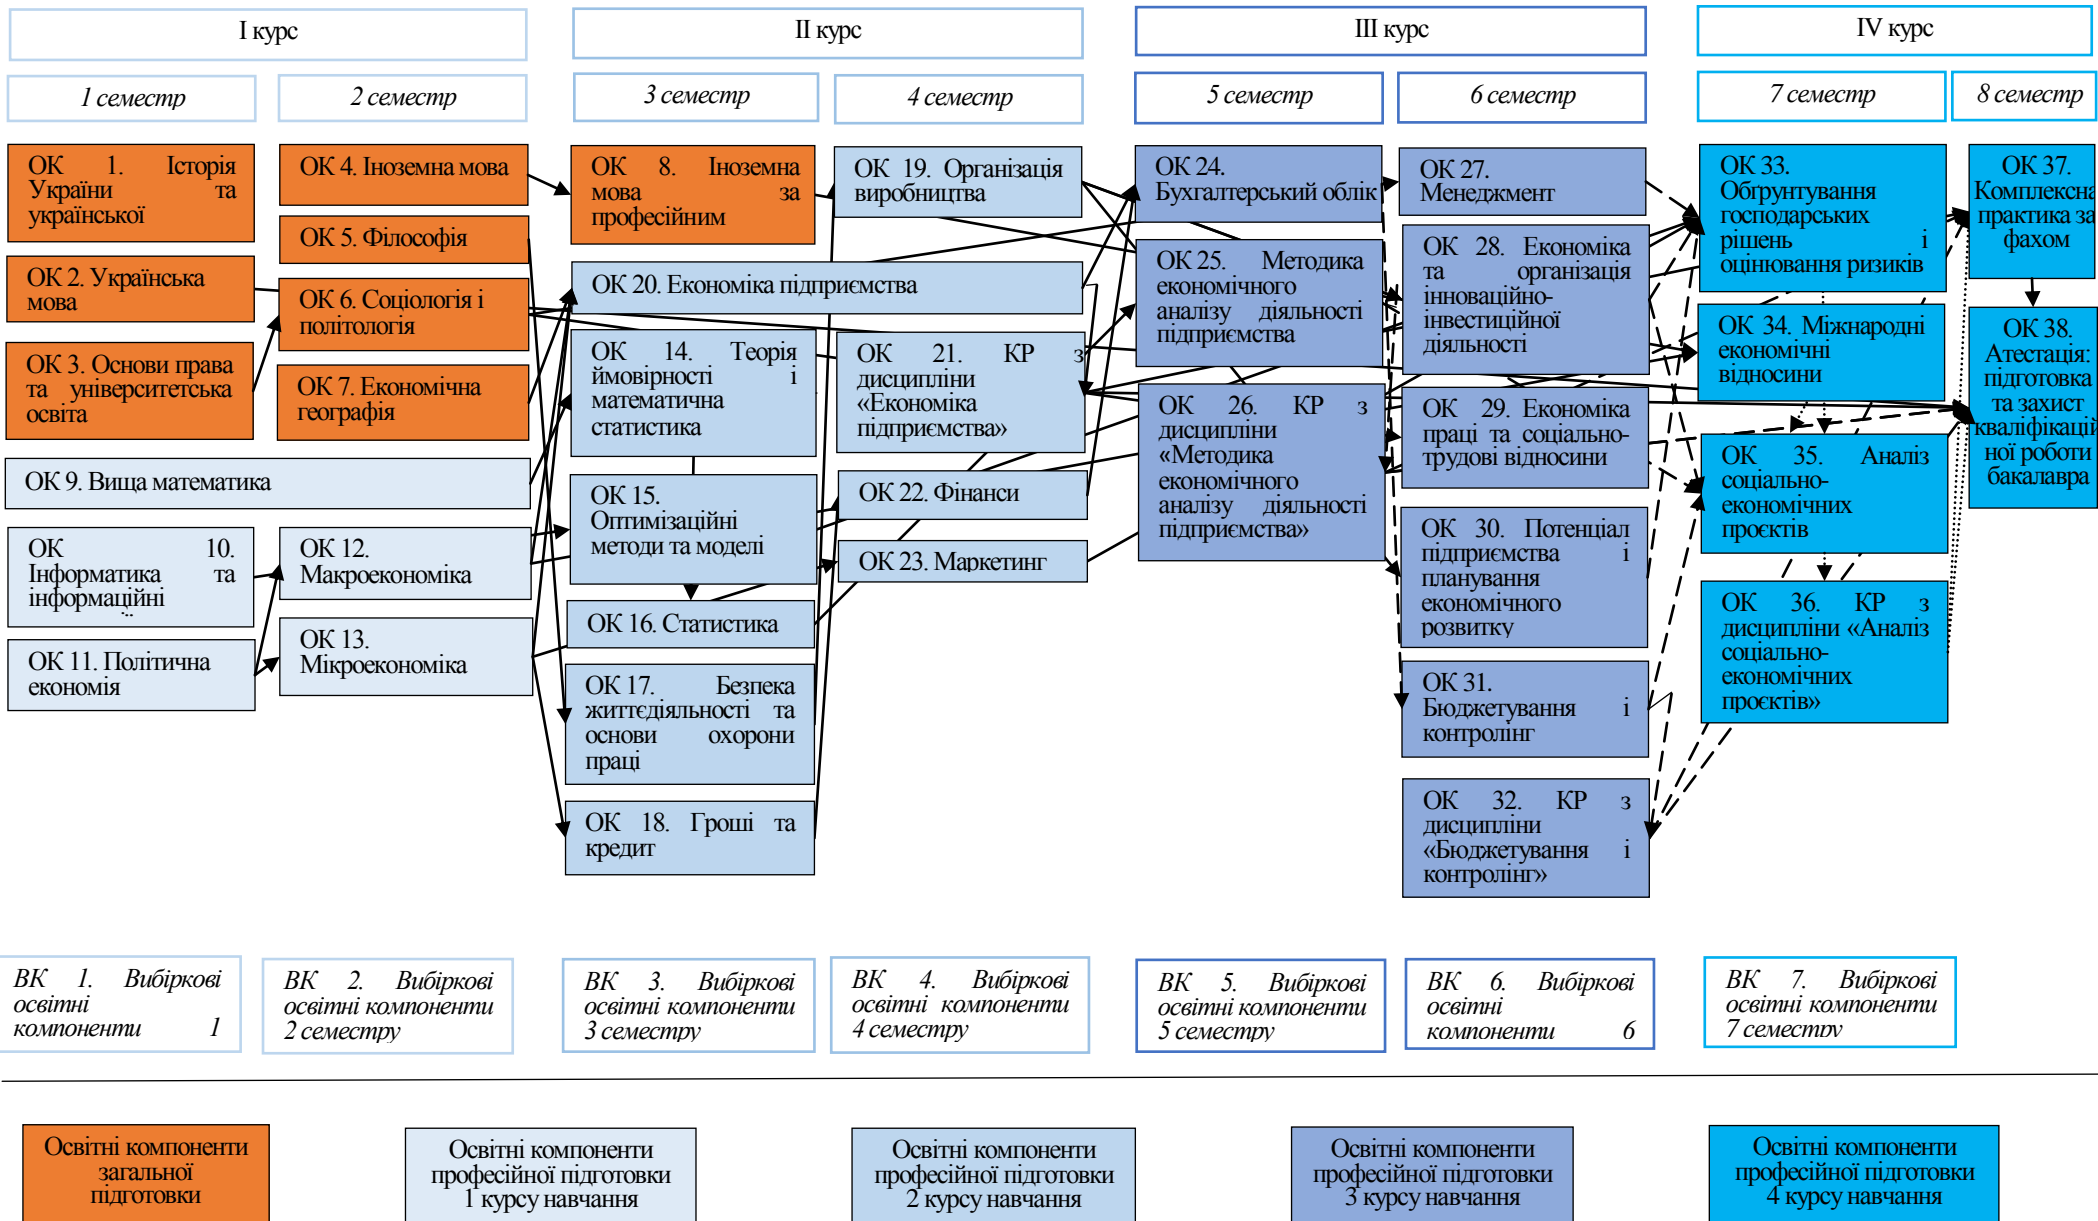 І курс
ІІ курс
ІІІ курс
ІV курс
1 семестр
2 семестр
3 семестр
4 семестр
5 семестр
6 семестр
7 семестр
8 семестр
ОК 1. Історія
України та
української
ОК 2. Українська
мова
ОК 3. Основи права
та університетська
освіта
ОК 4. Іноземна мова
ОК 5. Філософія
ОК 6. Соціологія і
політологія
ОК 7. Економічна
географія
ОК 8. Іноземна
мова за
професійним
ОК 9. Вища математика
ОК 10.
Інформатика та
інформаційні
ОК 11. Політична
економія
ОК 12.
Макроекономіка
ОК 13.
Мікроекономіка
ОК 20. Економіка підприємства
ОК 14. Теорія
ймовірності і
математична
статистика
ОК 15.
Оптимізаційні
методи та моделі
ОК 16. Статистика
ОК 17. Безпека
життєдіяльності та
основи охорони
праці
ОК 18. Гроші та
кредит
ОК 19. Організація
виробництва
ОК 21. КР з
дисципліни
«Економіка
підприємства»
ОК 22. Фінанси
ОК 23. Маркетинг
ОК 24.
Бухгалтерський облік
ОК 25. Методика
економічного
аналізу діяльності
підприємства
ОК 26. КР з
дисципліни
«Методика
економічного
аналізу діяльності
підприємства»
ОК 27.
Менеджмент
ОК 28. Економіка
та організація
інноваційно-
інвестиційної
діяльності
ОК 29. Економіка
праці та соціально-
трудові відносини
ОК 30. Потенціал
підприємства і
планування
економічного
розвитку
ОК 31.
Бюджетування і
контролінг
ОК 32. КР з
дисципліни
«Бюджетування і
контролінг»
ОК 33.
Обґрунтування
господарських
рішень і
оцінювання ризиків
ОК 34. Міжнародні
економічні
відносини
ОК 35. Аналіз
соціально-
економічних
проєктів
ОК 36. КР з
дисципліни «Аналіз
соціально-
економічних
проєктів»
ОК 37.
Комплексна
практика за
фахом
ОК 38.
Атестація:
підготовка
та захист
кваліфікацій
ної роботи
бакалавра
ВК 1. Вибіркові
освітні
компоненти 1
ВК 2. Вибіркові
освітні компоненти
2 семестру
ВК 3. Вибіркові
освітні компоненти
3 семестру
ВК 4. Вибіркові
освітні компоненти
4 семестру
ВК 5. Вибіркові
освітні компоненти
5 семестру
ВК 6. Вибіркові
освітні
компоненти 6
ВК 7. Вибіркові
освітні компоненти
7 семестру
Освітні компоненти
загальної
підготовки
Освітні компоненти
професійної підготовки
1 курсу навчання
Освітні компоненти
професійної підготовки
2 курсу навчання
Освітні компоненти
професійної підготовки
3 курсу навчання
Освітні компоненти
професійної підготовки
4 курсу навчання